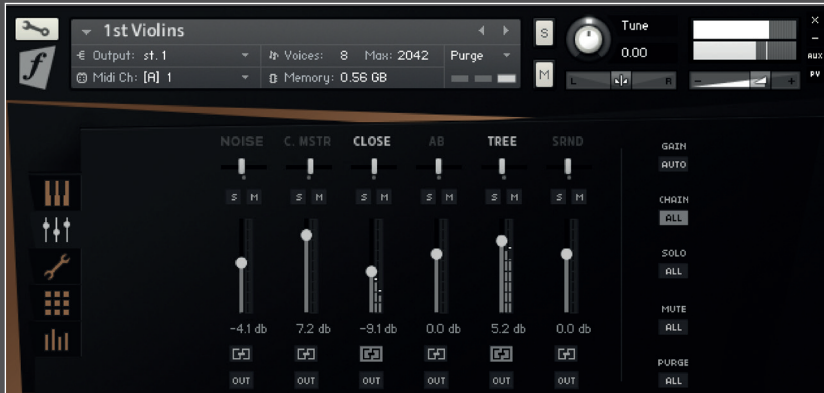 1st Violins
S
Tune
×
Output: st.1
Voices: 8 Max: 2042
Purge
0.00
AUX
Midi Ch: [A] 1
Memory: 0.56 GB
M
L
R
-
+
PV
NOISE
C. MSTR
CLOSE
AB
TREE
SRND
GAIN
AUTO
S M
S M
S M
S M
S M
S M
CHAIN
ALL
SOLO
ALL
MUTE
ALL
-4.1 db
7.2 db
-9.1 db
0.0 db
5.2 db
0.0 db
PURGE
ALL
OUT
OUT
OUT
OUT
OUT
OUT